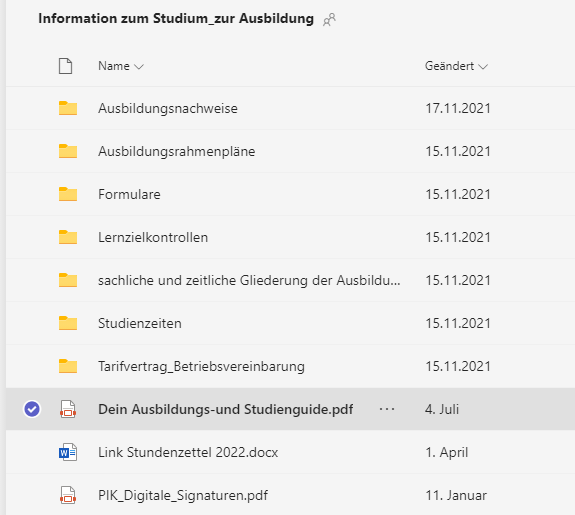 Information zum Studium_zur Ausbildung
Name Geändert
Ausbildungsnachweise 17.11.2021
Ausbildungsrahmenpläne 15.11.2021
Formulare 15.11.2021
Lernzielkontrollen 15.11.2021
sachliche und zeitliche Gliederung der Ausbildu... 15.11.2021
Studienzeiten 15.11.2021
Tarifvertrag_Betriebsvereinbarung 15.11.2021
Dein Ausbildungs-und Studienguide.pdf ... 4. Juli
Link Stundenzettel 2022.docx 1. April
PIK_Digitale_Signaturen.pdf 11. Januar